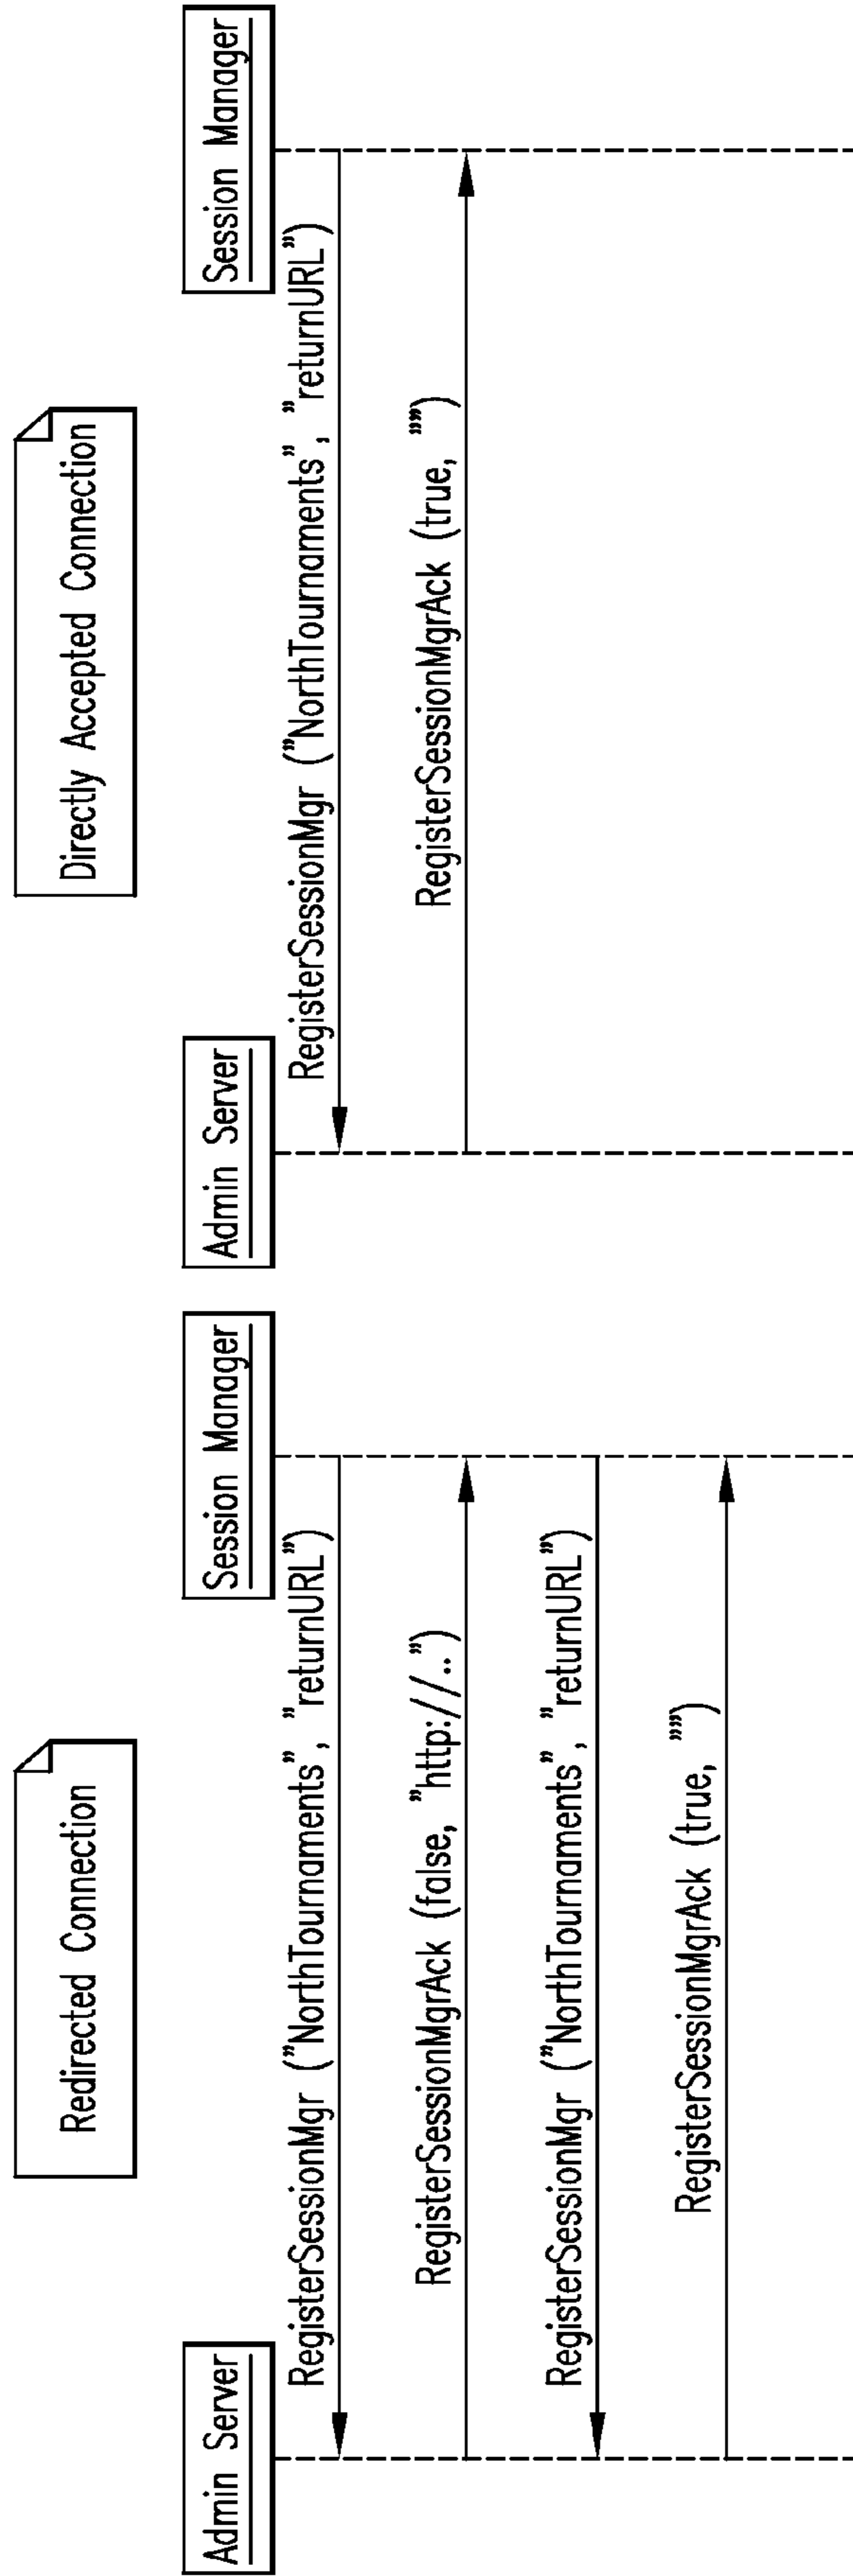 Redirected Connection
Admin Server
Session Manager
RegisterSessionMgr ("NorthTournaments", "returnURL")
RegisterSessionMgrAck (false, "http://..")
RegisterSessionMgr ("NorthTournaments", "returnURL")
RegisterSessionMgrAck (true, "")
Directly Accepted Connection
Admin Server
Session Manager
RegisterSessionMgr ("NorthTournaments", "returnURL")
RegisterSessionMgrAck (true, "")